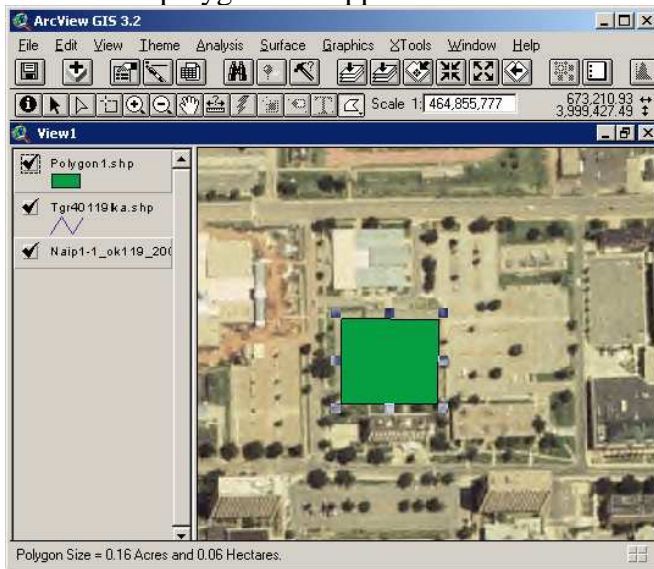 ArcView GIS 3.2
File Edit View Theme Analysis Surface Graphics XTools Window Help
Scale 1: 464,855,777
673,210.93
3,999,427.49
View1
Polygon1.shp
Tgr40119lka.shp
Naip1-1_ok119_200
Polygon Size = 0.16 Acres and 0.06 Hectares.